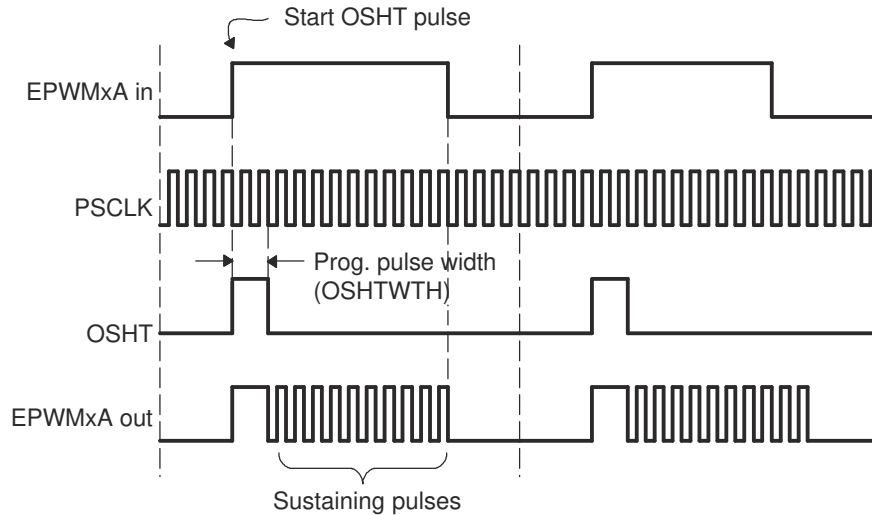 Start OSHT pulse
EPWMxA in
PSCLK
Prog. pulse width
(OSHTWTH)
OSHT
EPWMxA out
Sustaining pulses